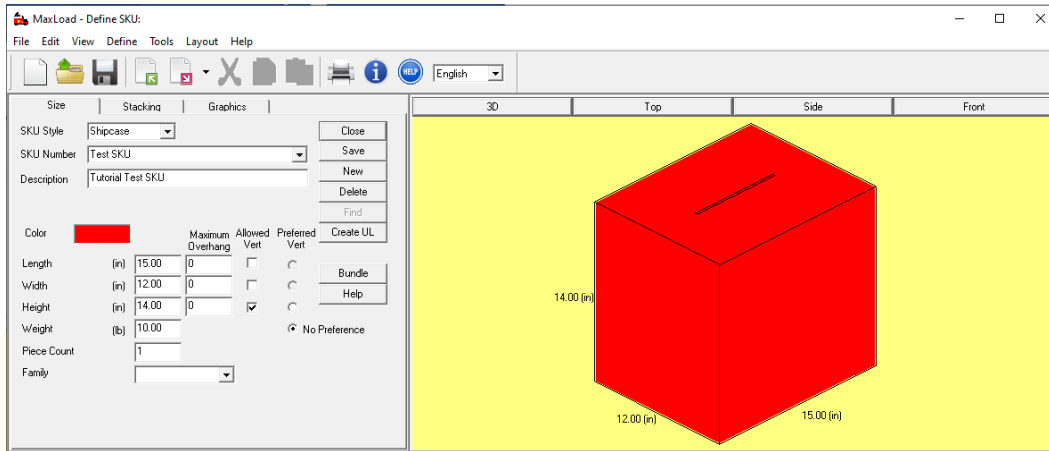 MaxLoad - Define SKU:
File Edit View Define Tools Layout Help
HELP English
Size Stacking Graphics
3D Top Side Front
SKU Style Shipcase Close
SKU Number Test SKU Save
Description Tutorial Test SKU New
Delete
Find
Color Maximum Overhang Allowed Vert Preferred Vert Create UL
Length (in) 15.00 0
Width (in) 12.00 0 Bundle
Height (in) 14.00 0 Help
Weight (lb) 10.00 No Preference
Piece Count 1
Family
14.00 (in)
12.00 (in) 15.00 (in)